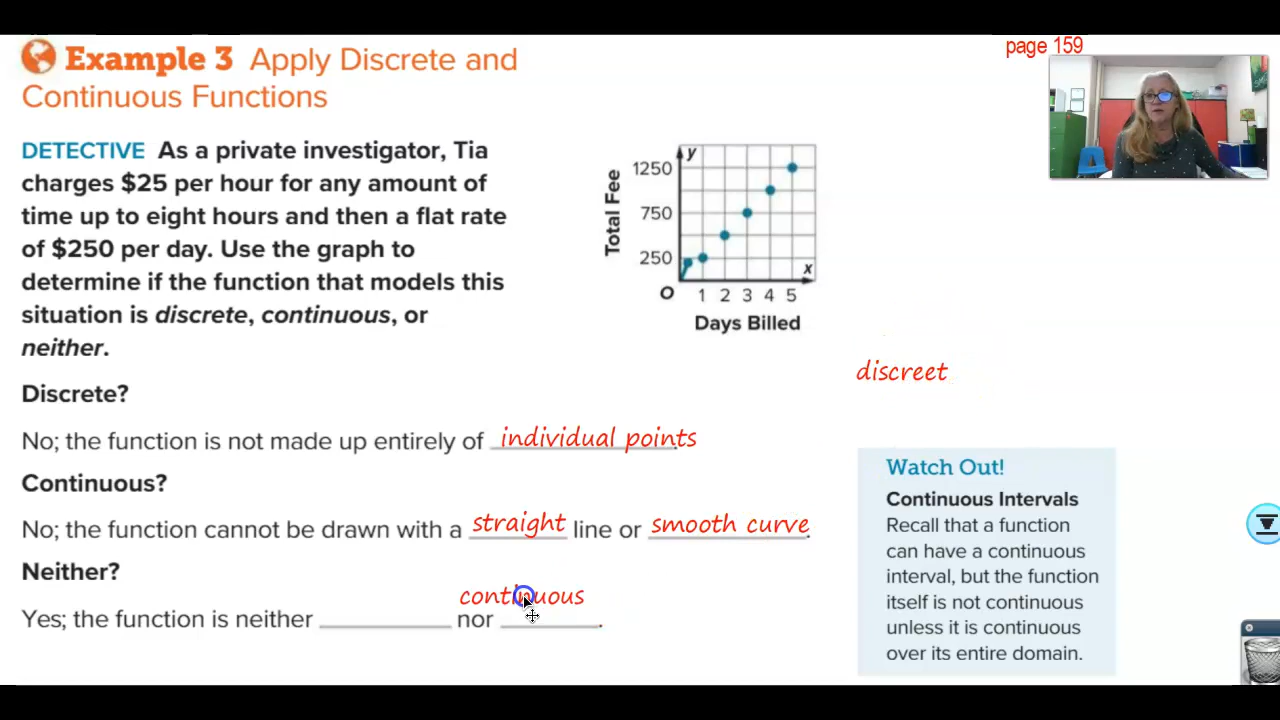 page 159
Example 3 Apply Discrete and
Continuous Functions
DETECTIVE As a private investigator, Tia
charges $25 per hour for any amount of
time up to eight hours and then a flat rate
of $250 per day. Use the graph to
determine if the function that models this
situation is discrete, continuous, or
neither.
y
1250
750
250
Total Fee
x
O 1 2 3 4 5
Days Billed
discreet
Discrete?
No; the function is not made up entirely of individual points.
Continuous?
No; the function cannot be drawn with a straight line or smooth curve.
Neither?
continuous
Yes; the function is neither ____________ nor __________.
Watch Out!
Continuous Intervals
Recall that a function
can have a continuous
interval, but the function
itself is not continuous
unless it is continuous
over its entire domain.